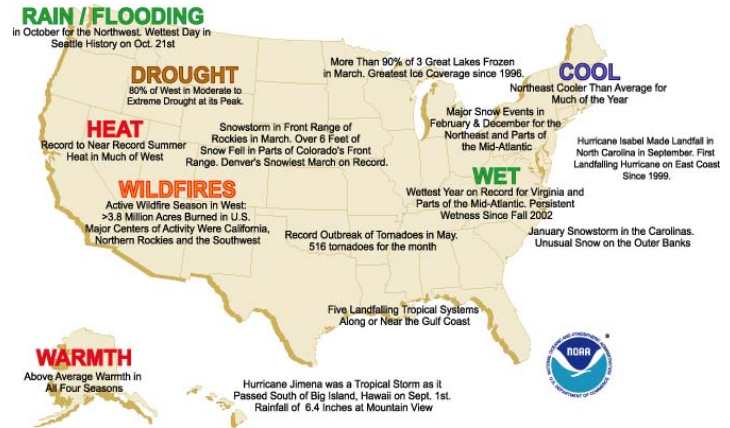 RAIN / FLOODING
in October for the Northwest. Wettest Day in
Seattle History on Oct. 21st
DROUGHT
80% of West in Moderate to
Extreme Drought at its Peak.
More Than 90% of 3 Great Lakes Frozen
in March. Greatest Ice Coverage since 1996.
COOL
Northeast Cooler Than Average for
Much of the Year
HEAT
Record to Near Record Summer
Heat in Much of West
Snowstorm in Front Range of
Rockies in March. Over 6 Feet of
Snow Fell in Parts of Colorado's Front
Range. Denver's Snowiest March on Record.
Major Snow Events in
February & December for the
Northeast and Parts of
the Mid-Atlantic
Hurricane Isabel Made Landfall in
North Carolina in September. First
Landfalling Hurricane on East Coast
Since 1999.
WILDFIRES
Active Wildfire Season in West:
>3.8 Million Acres Burned in U.S.
Major Centers of Activity Were California,
Northern Rockies and the Southwest
WET
Wettest Year on Record for Virginia and
Parts of the Mid-Atlantic. Persistent
Wetness Since Fall 2002
Record Outbreak of Tornadoes in May.
516 tornadoes for the month
January Snowstorm in the Carolinas.
Unusual Snow on the Outer Banks
Five Landfalling Tropical Systems
Along or Near the Gulf Coast
WARMTH
Above Average Warmth in
All Four Seasons
Hurricane Jimena was a Tropical Storm as it
Passed South of Big Island, Hawaii on Sept. 1st.
Rainfall of 6.4 Inches at Mountain View
NOAA